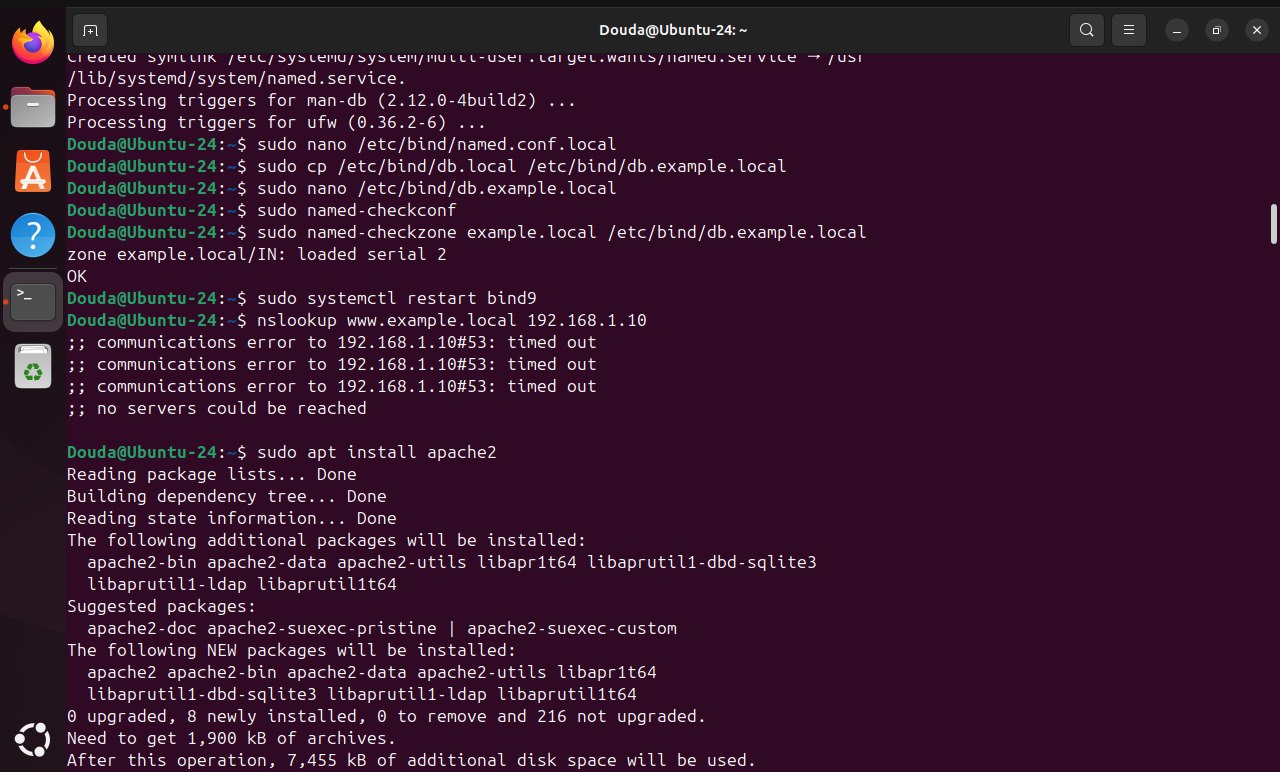 Douda@Ubuntu-24: ~
Created symlink /etc/systemd/system/multi-user.target.wants/named.service → /usr
/lib/systemd/system/named.service.
Processing triggers for man-db (2.12.0-4build2) ...
Processing triggers for ufw (0.36.2-6) ...
Douda@Ubuntu-24:~$ sudo nano /etc/bind/named.conf.local
Douda@Ubuntu-24:~$ sudo cp /etc/bind/db.local /etc/bind/db.example.local
Douda@Ubuntu-24:~$ sudo nano /etc/bind/db.example.local
Douda@Ubuntu-24:~$ sudo named-checkconf
Douda@Ubuntu-24:~$ sudo named-checkzone example.local /etc/bind/db.example.local
zone example.local/IN: loaded serial 2
OK
Douda@Ubuntu-24:~$ sudo systemctl restart bind9
Douda@Ubuntu-24:~$ nslookup www.example.local 192.168.1.10
;; communications error to 192.168.1.10#53: timed out
;; communications error to 192.168.1.10#53: timed out
;; communications error to 192.168.1.10#53: timed out
;; no servers could be reached
Douda@Ubuntu-24:~$ sudo apt install apache2
Reading package lists... Done
Building dependency tree... Done
Reading state information... Done
The following additional packages will be installed:
  apache2-bin apache2-data apache2-utils libapr1t64 libaprutil1-dbd-sqlite3
  libaprutil1-ldap libaprutil1t64
Suggested packages:
  apache2-doc apache2-suexec-pristine | apache2-suexec-custom
The following NEW packages will be installed:
  apache2 apache2-bin apache2-data apache2-utils libapr1t64
  libaprutil1-dbd-sqlite3 libaprutil1-ldap libaprutil1t64
0 upgraded, 8 newly installed, 0 to remove and 216 not upgraded.
Need to get 1,900 kB of archives.
After this operation, 7,455 kB of additional disk space will be used.